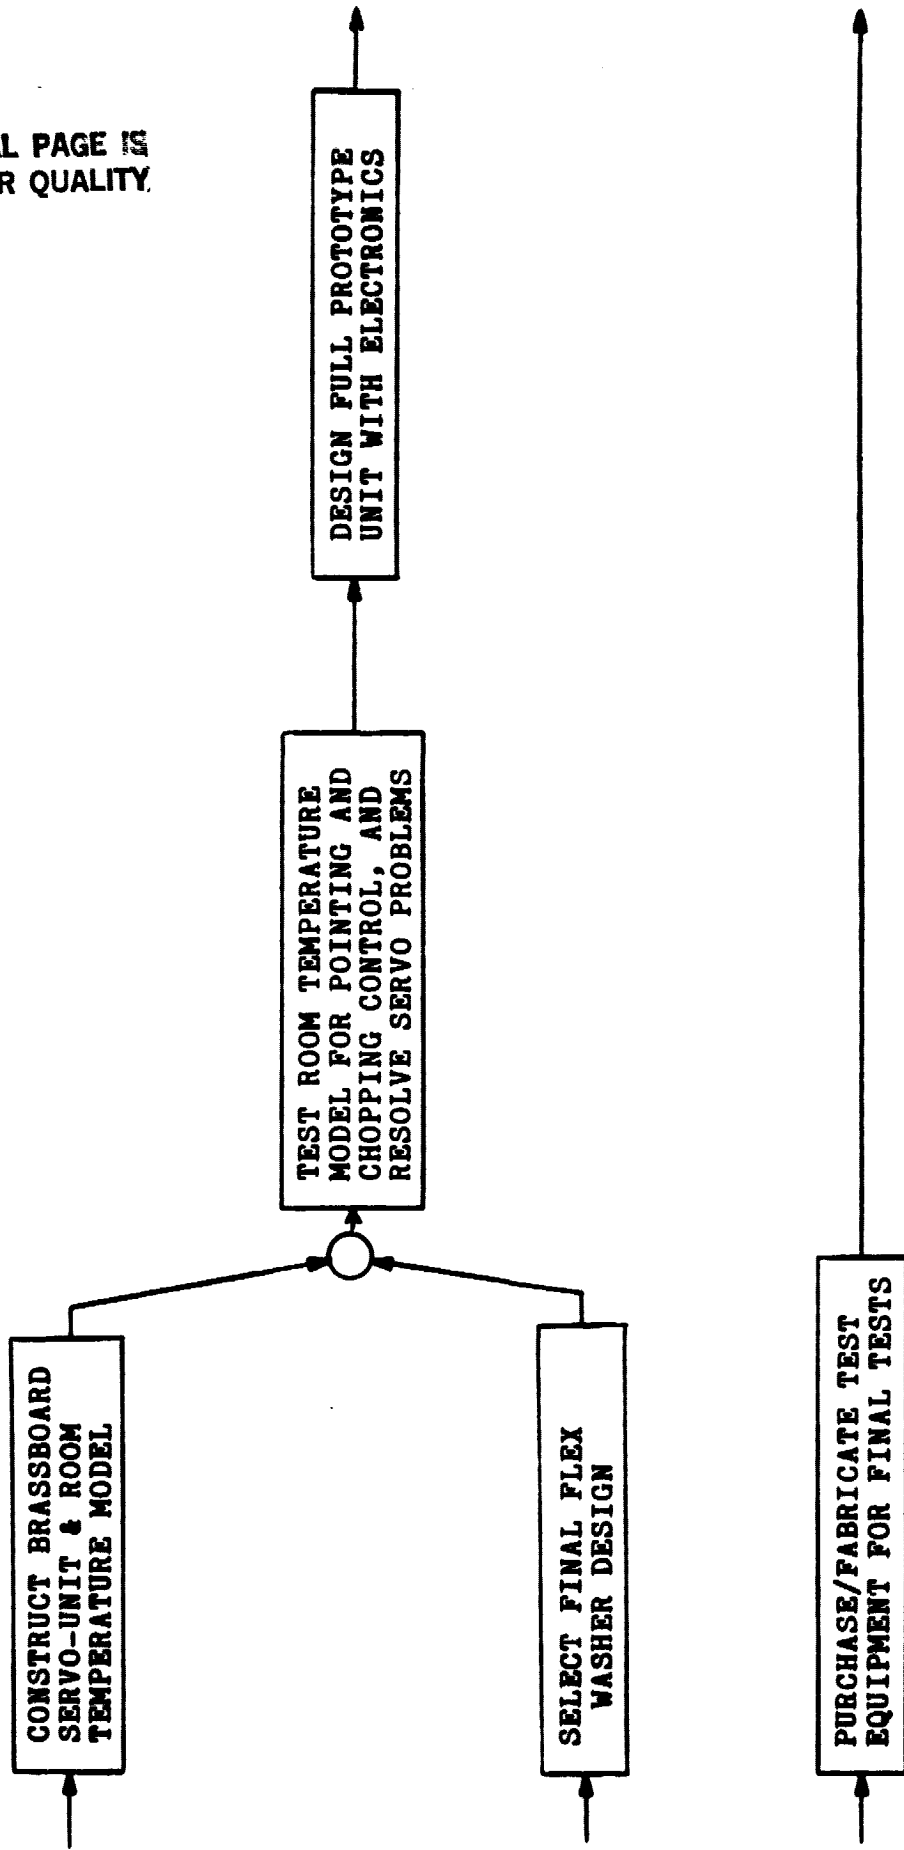 L PAGE IS
R QUALITY
CONSTRUCT BRASSBOARD
SERVO-UNIT & ROOM
TEMPERATURE MODEL
SELECT FINAL FLEX
WASHER DESIGN
PURCHASE/FABRICATE TEST
EQUIPMENT FOR FINAL TESTS
TEST ROOM TEMPERATURE
MODEL FOR POINTING AND
CHOPPING CONTROL, AND
RESOLVE SERVO PROBLEMS
DESIGN FULL PROTOTYPE
UNIT WITH ELECTRONICS